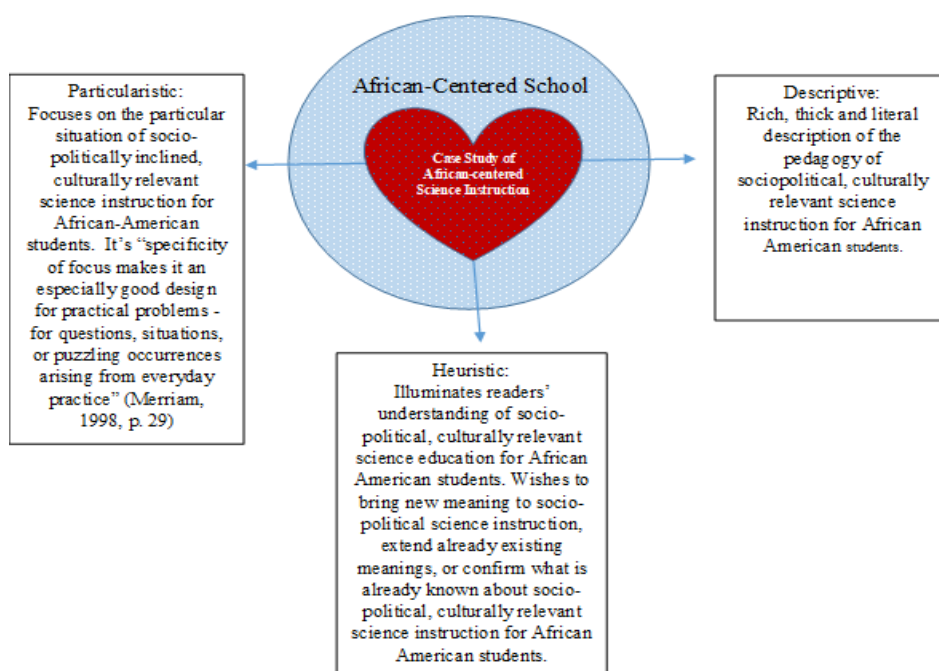 African-Centered School
Case Study of
African-centered
Science Instruction
Particularistic:
Focuses on the particular
situation of socio-
politically inclined,
culturally relevant
science instruction for
African-American
students. It's “specificity
of focus makes it an
especially good design
for practical problems -
for questions, situations,
or puzzling occurrences
arising from everyday
practice” (Merriam,
1998, p. 29)
Descriptive:
Rich, thick and literal
description of the
pedagogy of
sociopolitical, culturally
relevant science
instruction for African
American students.
Heuristic:
Illuminates readers’
understanding of socio-
political, culturally relevant
science education for African
American students. Wishes to
bring new meaning to socio-
political science instruction,
extend already existing
meanings, or confirm what is
already known about socio-
political, culturally relevant
science instruction for African
American students.